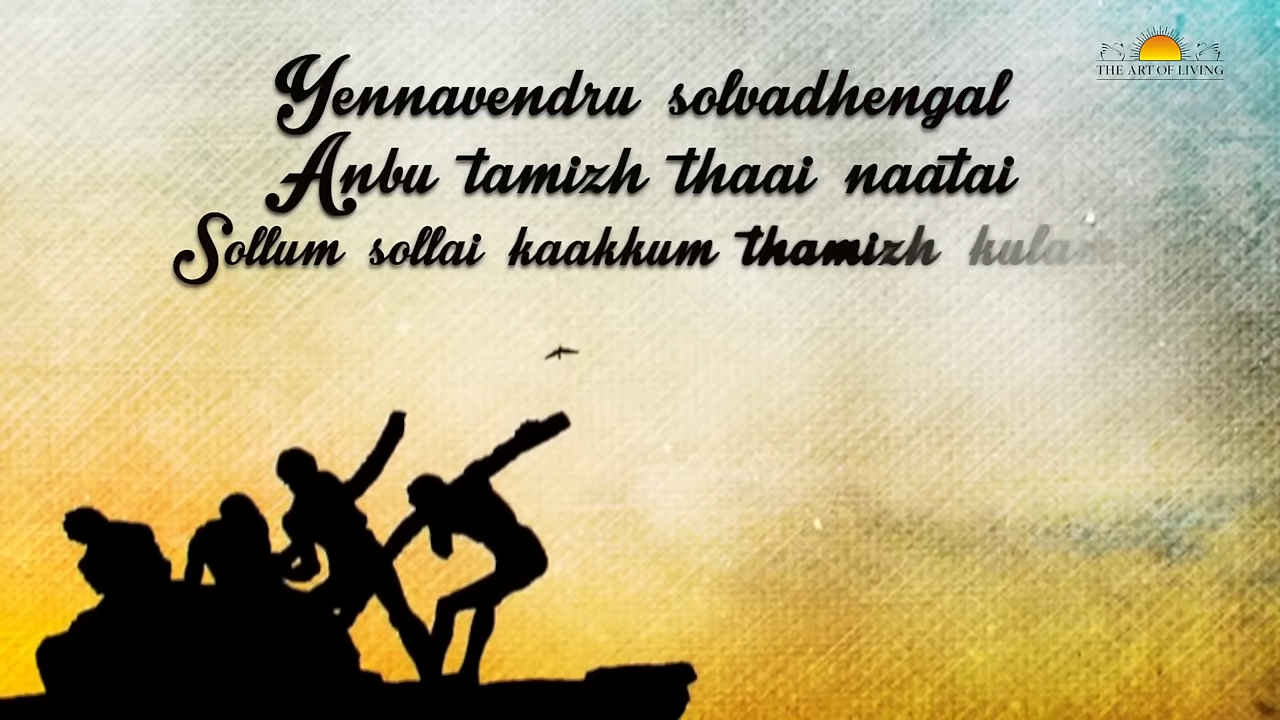 THE ART OF LIVING
Yennavendru solvadhengal
Anbu tamizh thaai naatai
Sollum sollai kaakkum thamizh